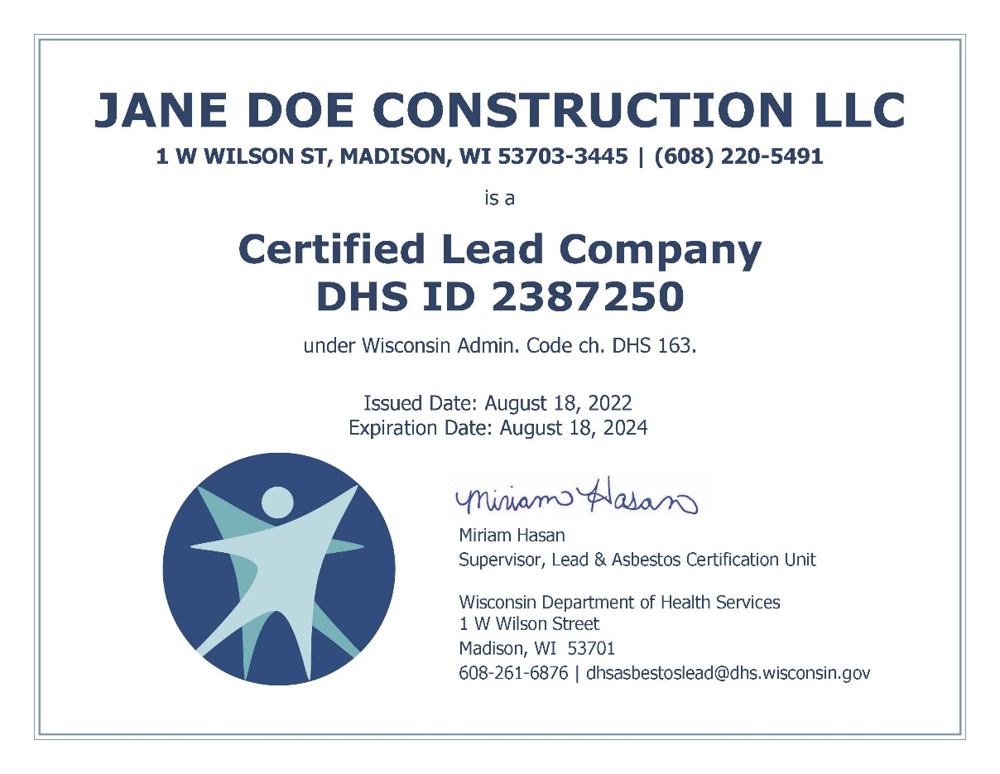 JANE DOE CONSTRUCTION LLC
1 W WILSON ST, MADISON, WI 53703-3445 | (608) 220-5491
is a
Certified Lead Company
DHS ID 2387250
under Wisconsin Admin. Code ch. DHS 163.
Issued Date: August 18, 2022
Expiration Date: August 18, 2024
Miriam Hasan
Miriam Hasan
Supervisor, Lead & Asbestos Certification Unit
Wisconsin Department of Health Services
1 W Wilson Street
Madison, WI  53701
608-261-6876 | dhsasbestoslead@dhs.wisconsin.gov